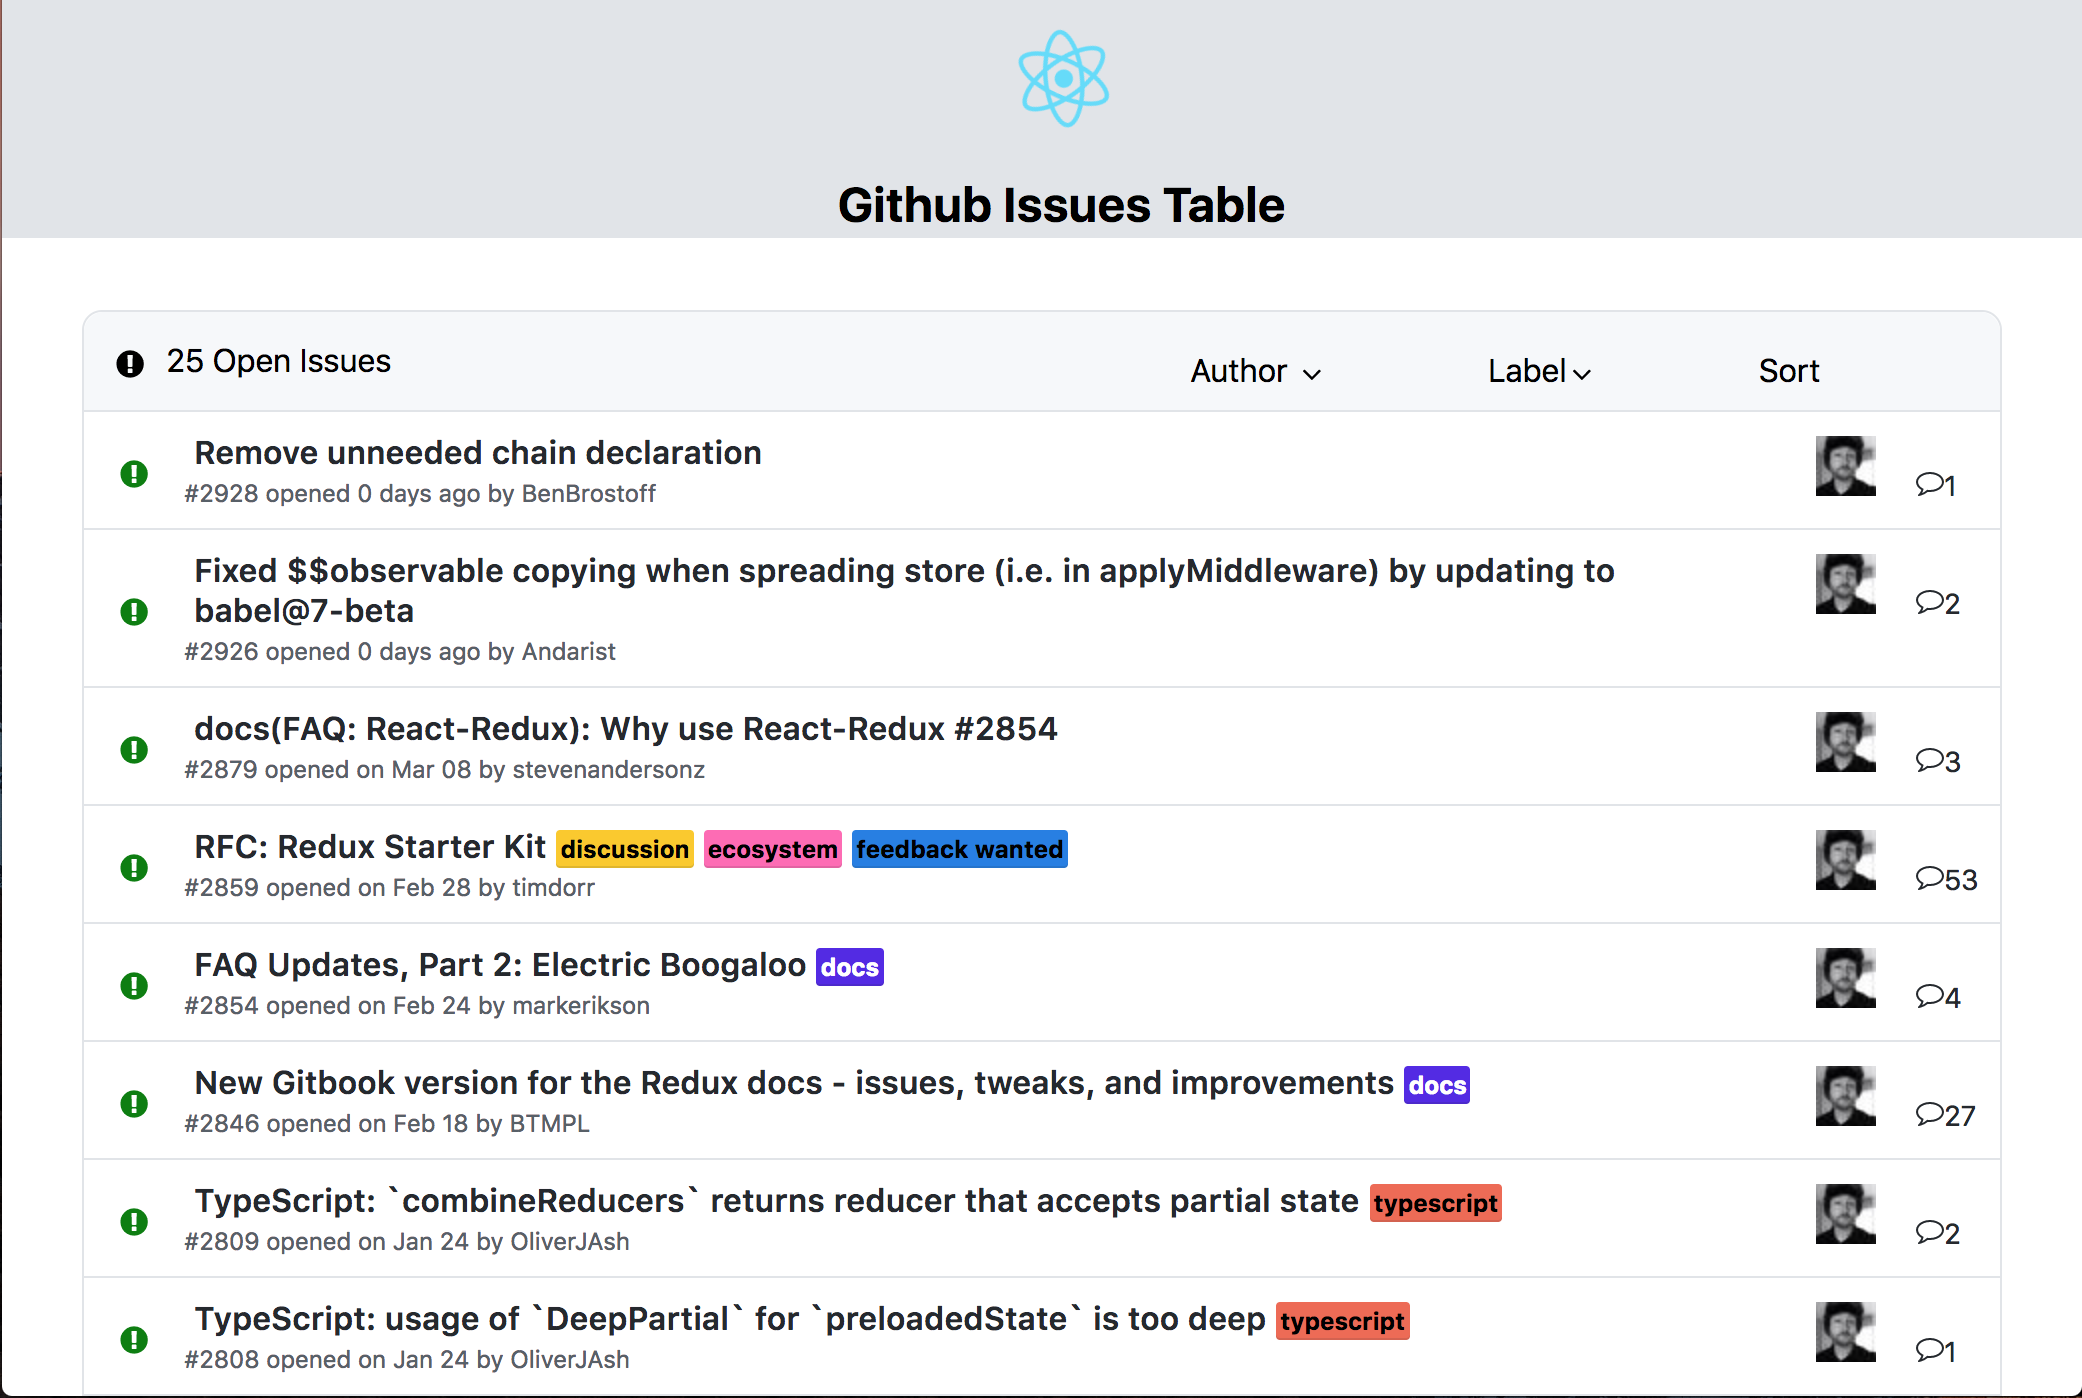 Github Issues Table
25 Open Issues Author Label Sort
Remove unneeded chain declaration
#2928 opened 0 days ago by BenBrostoff 1
Fixed $$observable copying when spreading store (i.e. in applyMiddleware) by updating to
babel@7-beta
#2926 opened 0 days ago by Andarist 2
docs(FAQ: React-Redux): Why use React-Redux #2854
#2879 opened on Mar 08 by stevenandersonz 3
RFC: Redux Starter Kit discussion ecosystem feedback wanted
#2859 opened on Feb 28 by timdorr 53
FAQ Updates, Part 2: Electric Boogaloo docs
#2854 opened on Feb 24 by markerikson 4
New Gitbook version for the Redux docs - issues, tweaks, and improvements docs
#2846 opened on Feb 18 by BTMPL 27
TypeScript: `combineReducers` returns reducer that accepts partial state typescript
#2809 opened on Jan 24 by OliverJAsh 2
TypeScript: usage of `DeepPartial` for `preloadedState` is too deep typescript
#2808 opened on Jan 24 by OliverJAsh 1